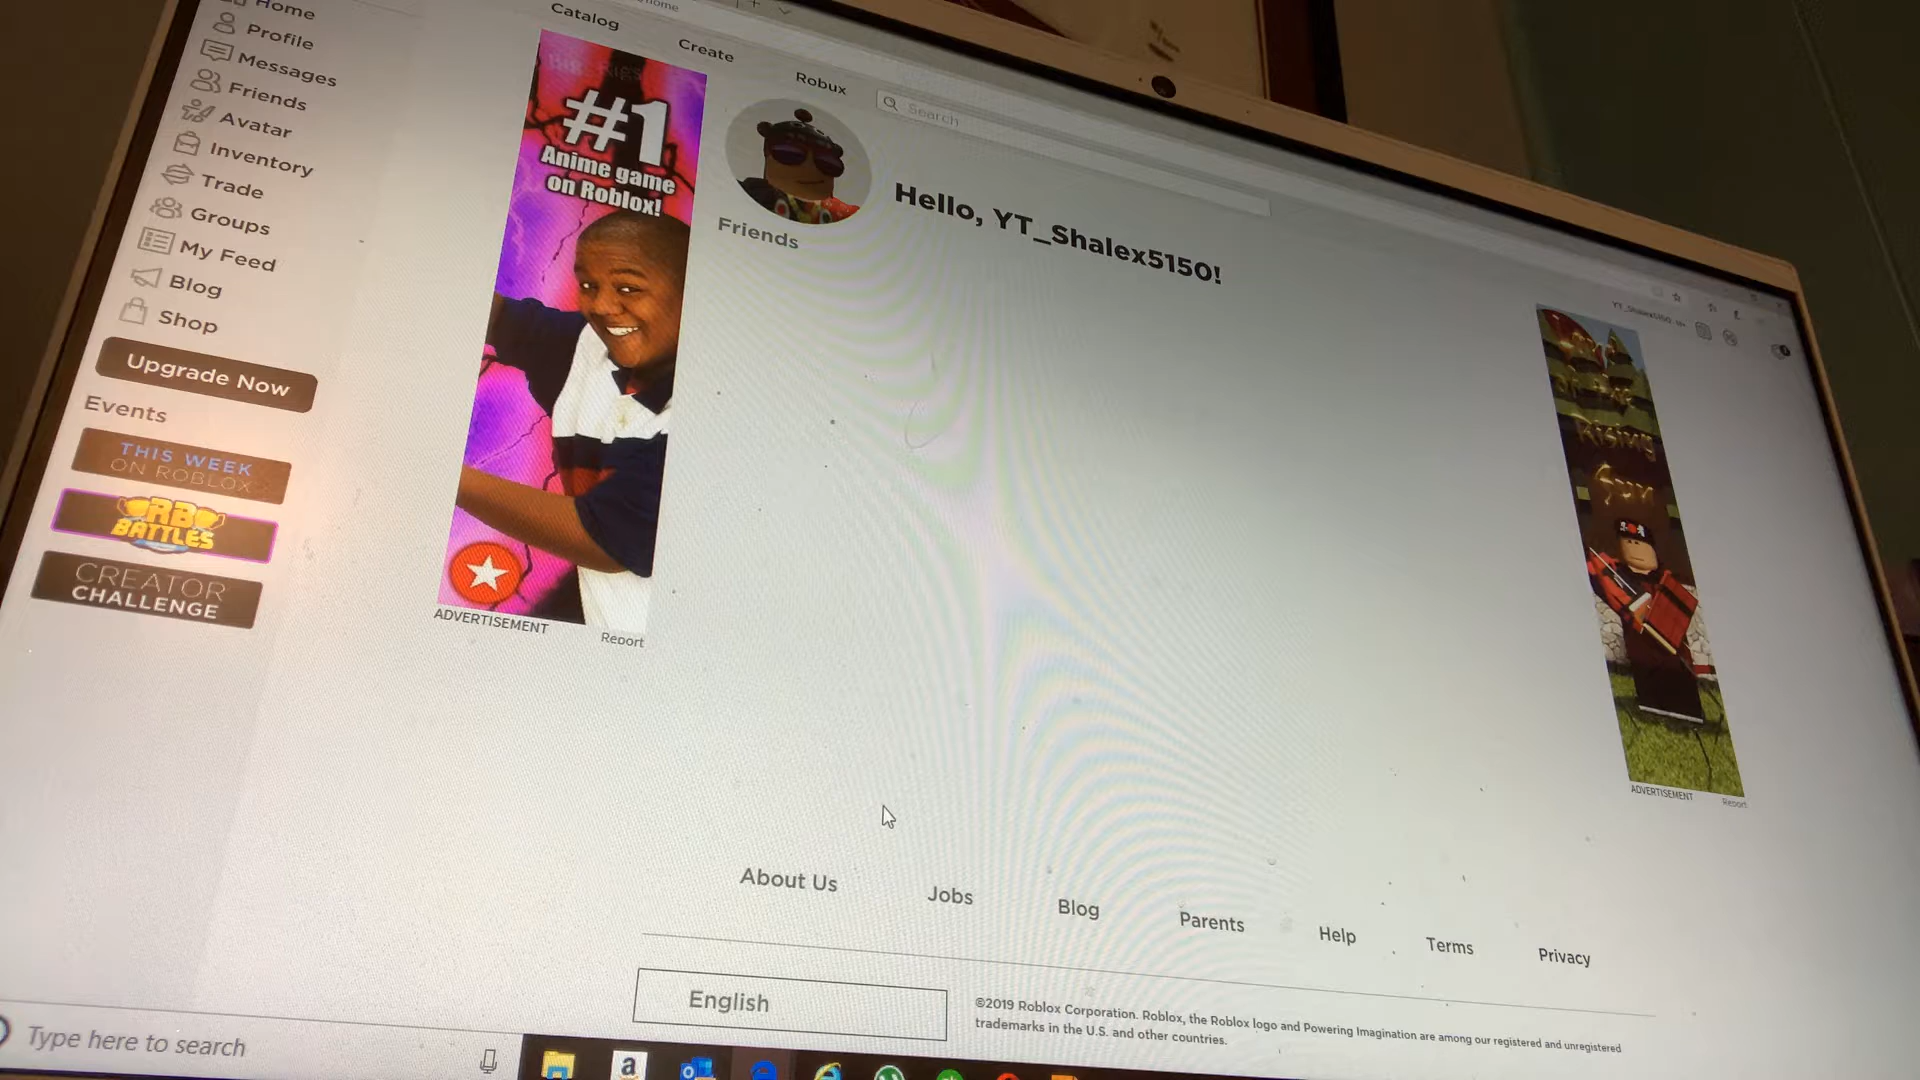 Home
Profile
Messages
Friends
Avatar
Inventory
Trade
Groups
My Feed
Blog
Shop
Upgrade Now
Events
THIS WEEK
ON ROBLOX
RB
BATTLES
CREATOR
CHALLENGE
Catalog
Create
Robux
Search
#1
Anime game
on Roblox!
ADVERTISEMENT
Report
Hello, YT_Shalex5150!
Friends
Rising
Sun
ADVERTISEMENT
Report
About Us
Jobs
Blog
Parents
Help
Terms
Privacy
English
©2019 Roblox Corporation. Roblox, the Roblox logo and Powering Imagination are among our registered and unregistered
trademarks in the U.S. and other countries.
Type here to search
a